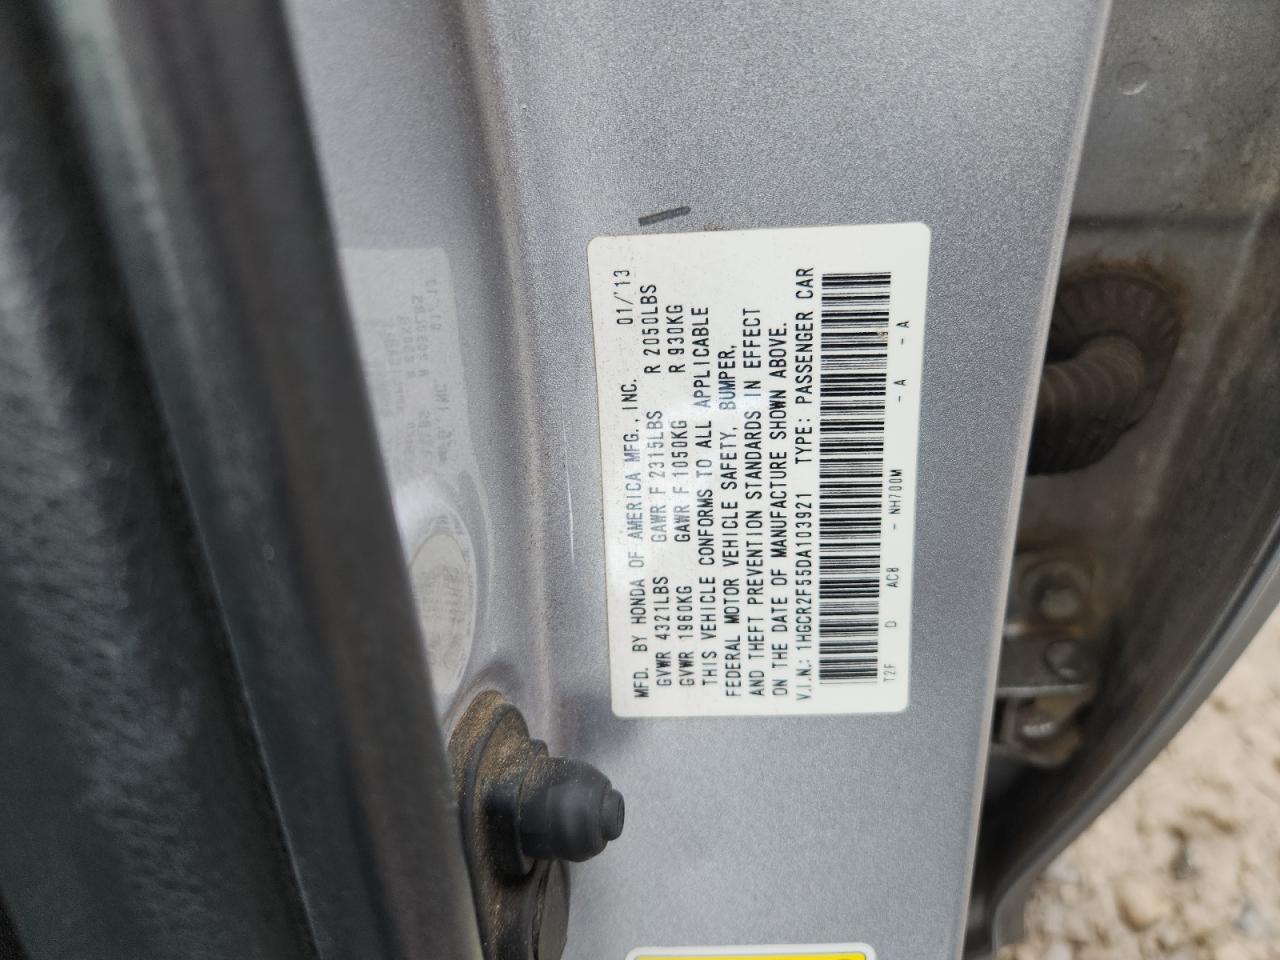 MFD. BY HONDA OF AMERICA MFG., INC. 01/'13
GVWR 4321LBS GAWR F 2315LBS R 2050LBS
GVWR 1960KG GAWR F 1050KG R 930KG
THIS VEHICLE CONFORMS TO ALL APPLICABLE
FEDERAL MOTOR VEHICLE SAFETY, BUMPER,
AND THEFT PREVENTION STANDARDS IN EFFECT
ON THE DATE OF MANUFACTURE SHOWN ABOVE.
V.I.N.: 1HGCR2F55DA103921 TYPE: PASSENGER CAR
T2F D AC8 - NH700M - A - A